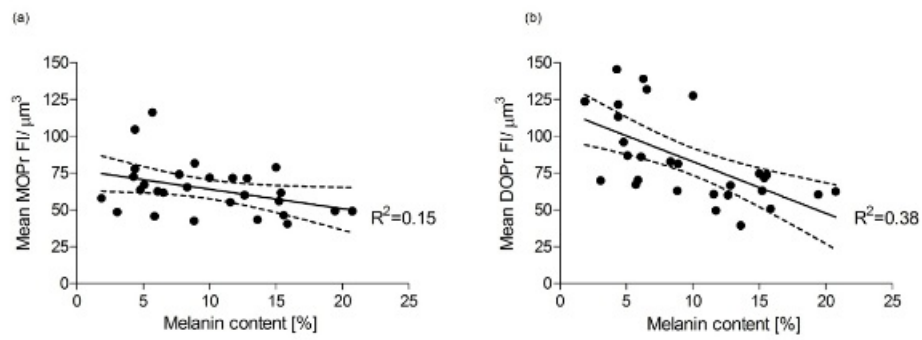 (a)
Mean MOPr FI/ µm³
150
125
100
75
50
25
0
0 5 10 15 20 25
Melanin content [%]
R²=0.15
(b)
Mean DOPr FI/ µm³
150
125
100
75
50
25
0
0 5 10 15 20 25
Melanin content [%]
R²=0.38